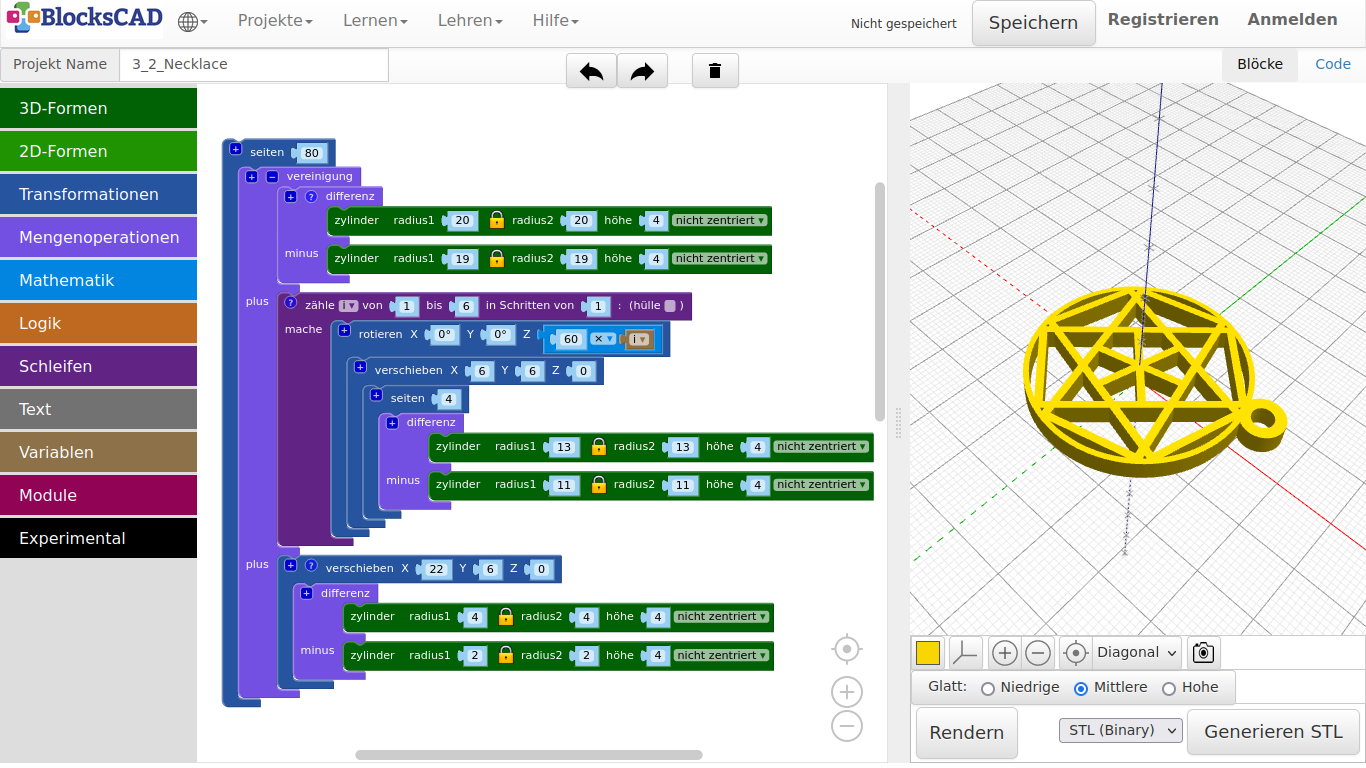 BlocksCAD
Projekte
Lernen
Lehren
Hilfe
Nicht gespeichert
Speichern
Registrieren
Anmelden
Projekt Name
3_2_Necklace
Blöcke
Code
3D-Formen
2D-Formen
Transformationen
Mengenoperationen
Mathematik
Logik
Schleifen
Text
Variablen
Module
Experimental
+ seiten 80
+ − vereinigung
+ ? differenz
zylinder radius1 20 radius2 20 höhe 4 nicht zentriert
minus zylinder radius1 19 radius2 19 höhe 4 nicht zentriert
plus ? zähle i von 1 bis 6 in Schritten von 1 : (hülle )
mache + rotieren X 0° Y 0° Z 60 × i
+ verschieben X 6 Y 6 Z 0
+ seiten 4
+ differenz
zylinder radius1 13 radius2 13 höhe 4 nicht zentriert
minus zylinder radius1 11 radius2 11 höhe 4 nicht zentriert
plus + ? verschieben X 22 Y 6 Z 0
+ differenz
zylinder radius1 4 radius2 4 höhe 4 nicht zentriert
minus zylinder radius1 2 radius2 2 höhe 4 nicht zentriert
Diagonal
Glatt: Niedrige Mittlere Hohe
Rendern
STL (Binary)
Generieren STL